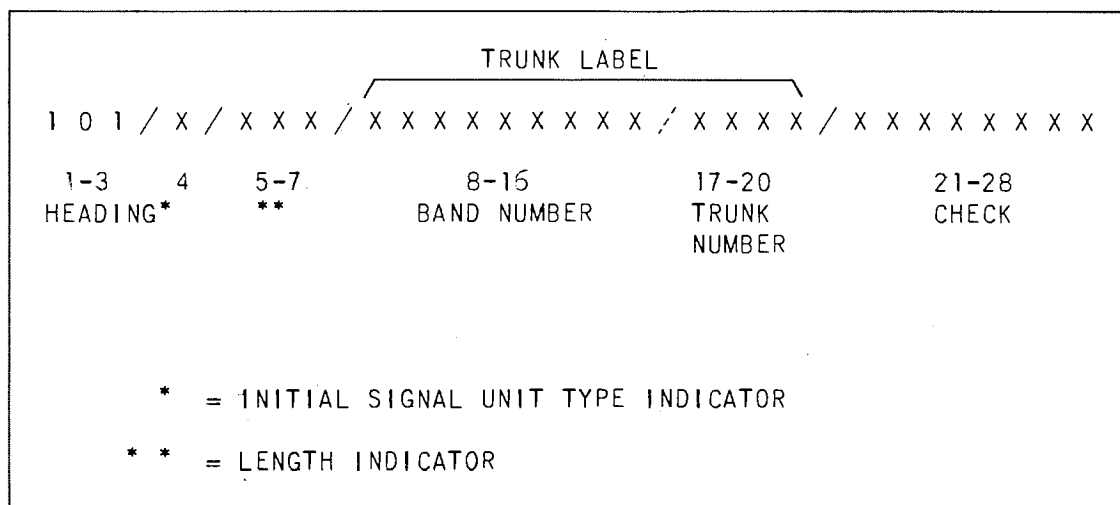 TRUNK LABEL
1 0 1 / X / X X X / X X X X X X X X X / X X X X / X X X X X X X X
1-3 4 5-7 8-16 17-20 21-28
HEADING* ** BAND NUMBER TRUNK CHECK
NUMBER
* = INITIAL SIGNAL UNIT TYPE INDICATOR
* * = LENGTH INDICATOR